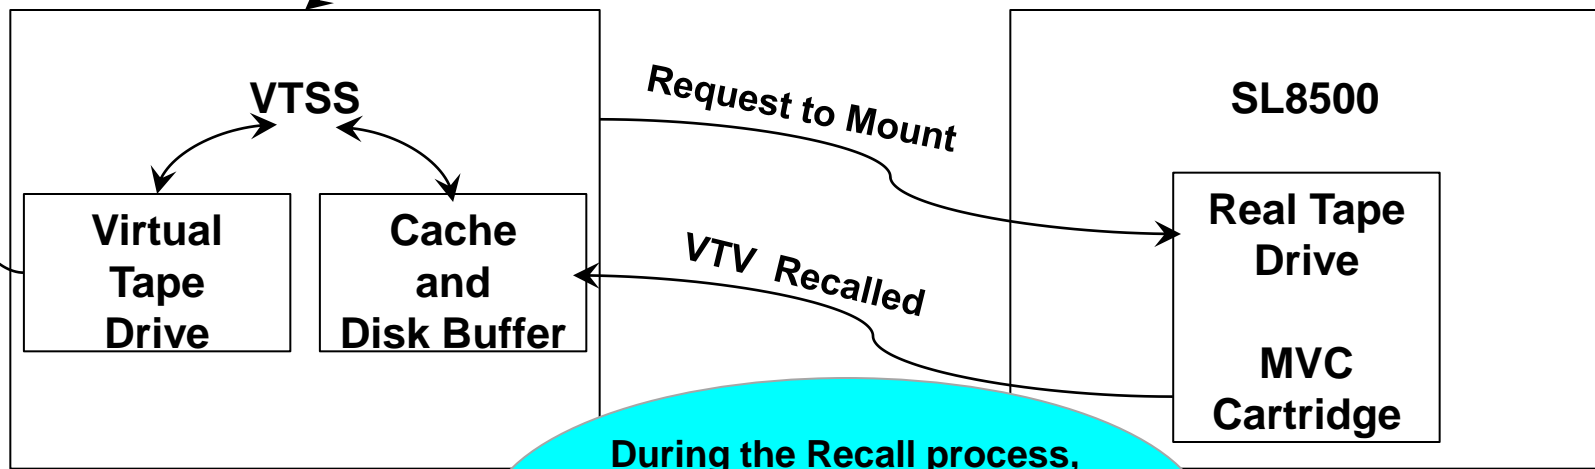 VTSS
Virtual
Tape
Drive
Cache
and
Disk Buffer
Request to Mount
VTV Recalled
SL8500
Real Tape
Drive
MVC
Cartridge
During the Recall process,